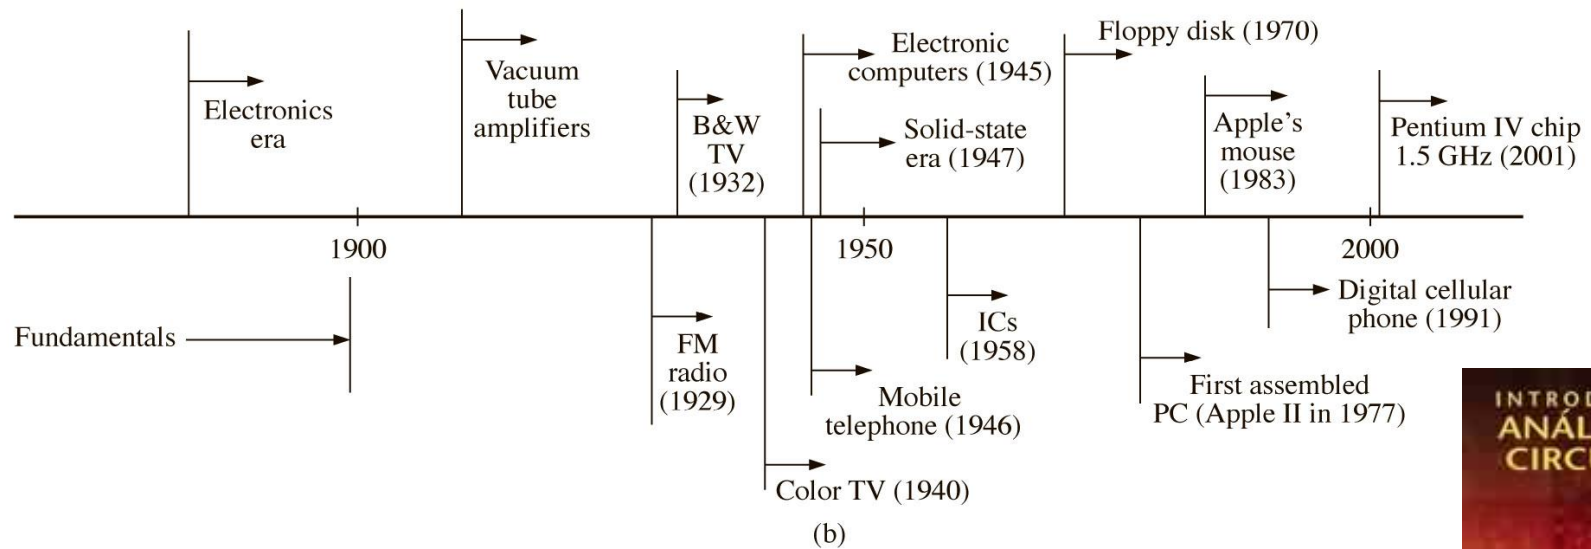 Electronics
era
Vacuum
tube
amplifiers
B&W
TV
(1932)
Electronic
computers (1945)
Solid-state
era (1947)
Floppy disk (1970)
Apple's
mouse
(1983)
Pentium IV chip
1.5 GHz (2001)
1900
1950
2000
Fundamentals
FM
radio
(1929)
Color TV (1940)
Mobile
telephone (1946)
ICs
(1958)
First assembled
PC (Apple II in 1977)
Digital cellular
phone (1991)
(b)
INTROD
ANÁL
CIRC